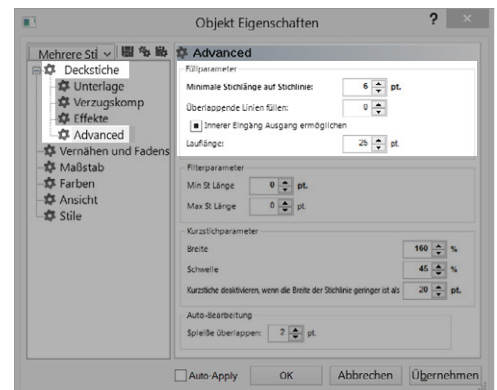 Objekt Eigenschaften
?
Mehrere Sti
Advanced
Deckstiche
Unterlage
Verzugskomp
Effekte
Advanced
Vernähen und Fadens
Maßstab
Farben
Ansicht
Stile
Füllparameter
Minimale Stichlänge auf Stichlinie: 6 pt.
Überlappende Linien füllen: 0
Innerer Eingäng Ausgang ermöglichen
Lauflänge: 25 pt.
Filterparameter
Min St Länge 0 pt.
Max St Länge 0 pt.
Kurzstichparameter
Breite 160 %
Schwelle 45 %
Kurzstiche deaktivieren, wenn die Breite der Stichlinie geringer ist als 20 pt.
Auto-Bearbeitung
Spleiße überlappen: 2 pt.
Auto-Apply OK Abbrechen Übernehmen